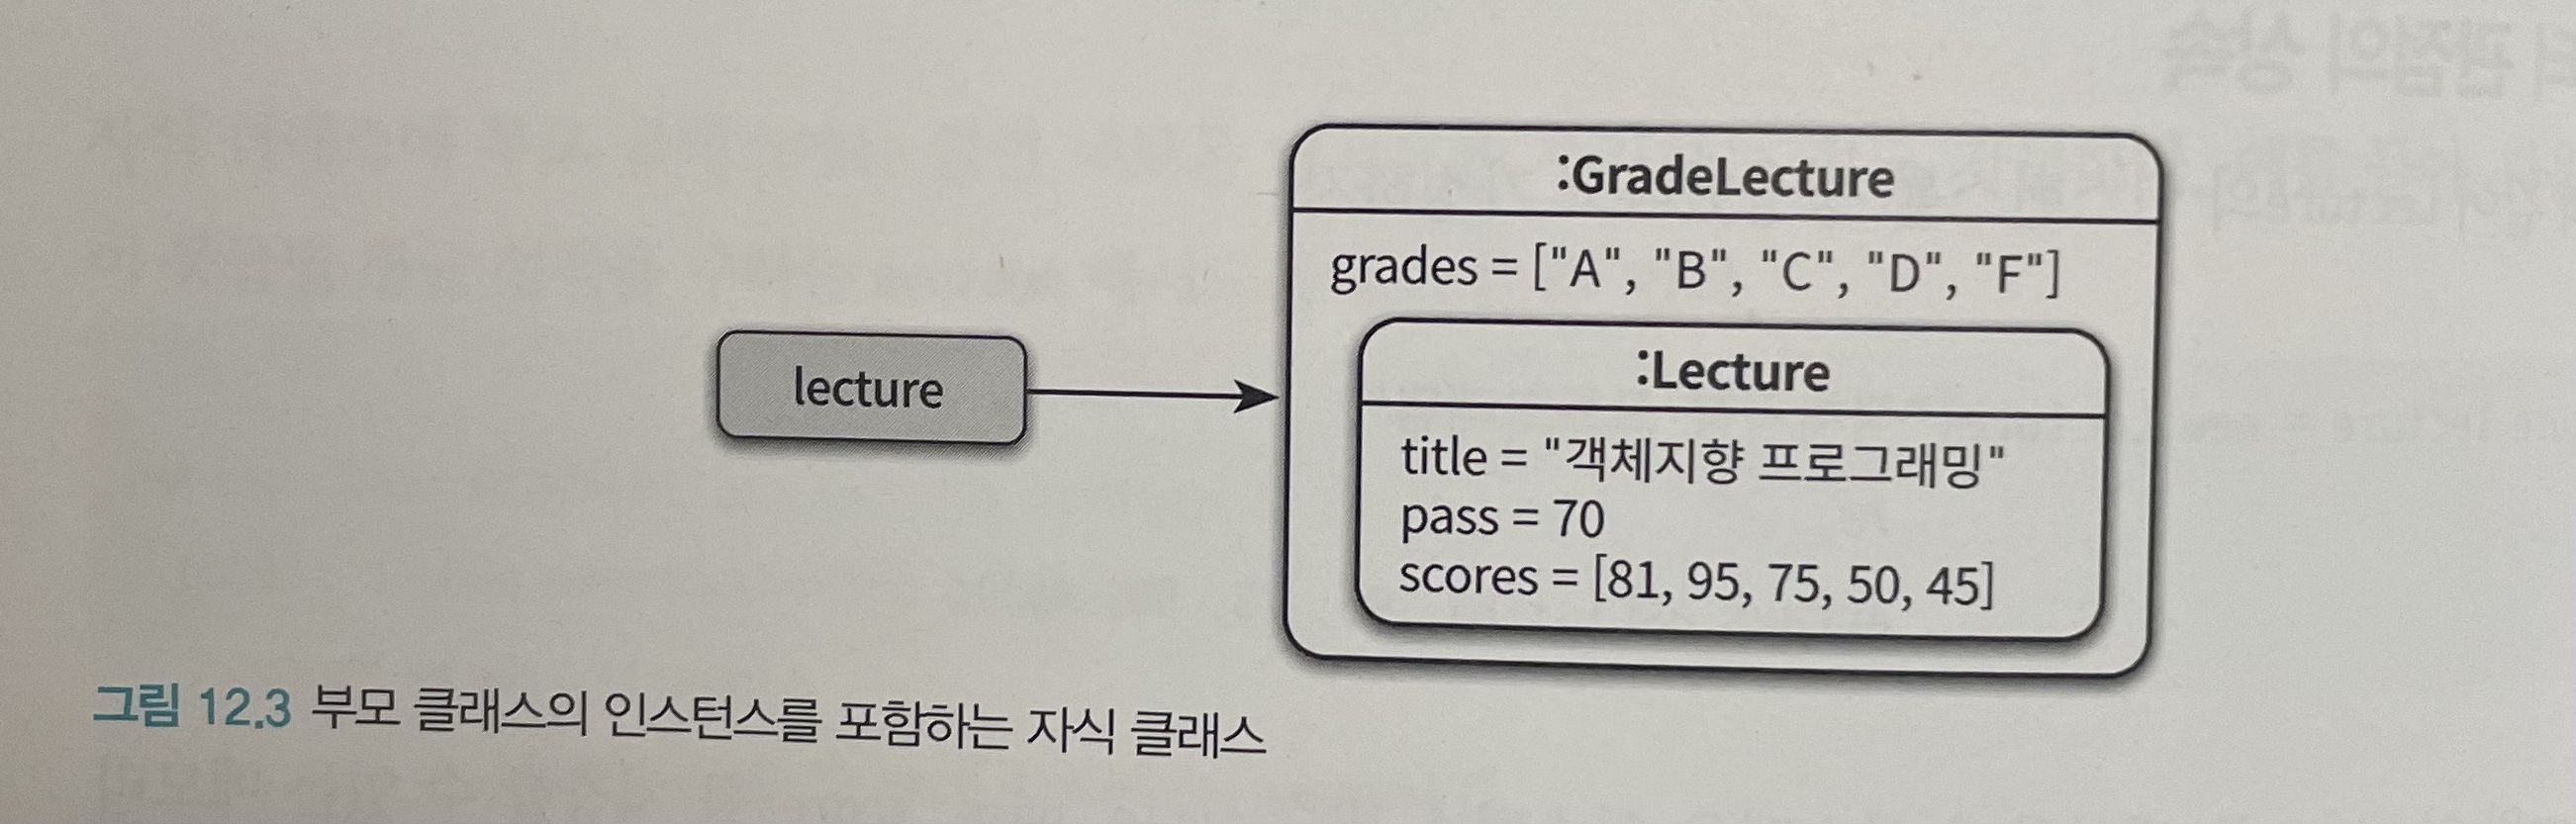 :GradeLecture
grades = ["A", "B", "C", "D", "F"]
lecture
:Lecture
title = "객체지향 프로그래밍"
pass = 70
scores = [81, 95, 75, 50, 45]
그림 12.3 부모 클래스의 인스턴스를 포함하는 자식 클래스